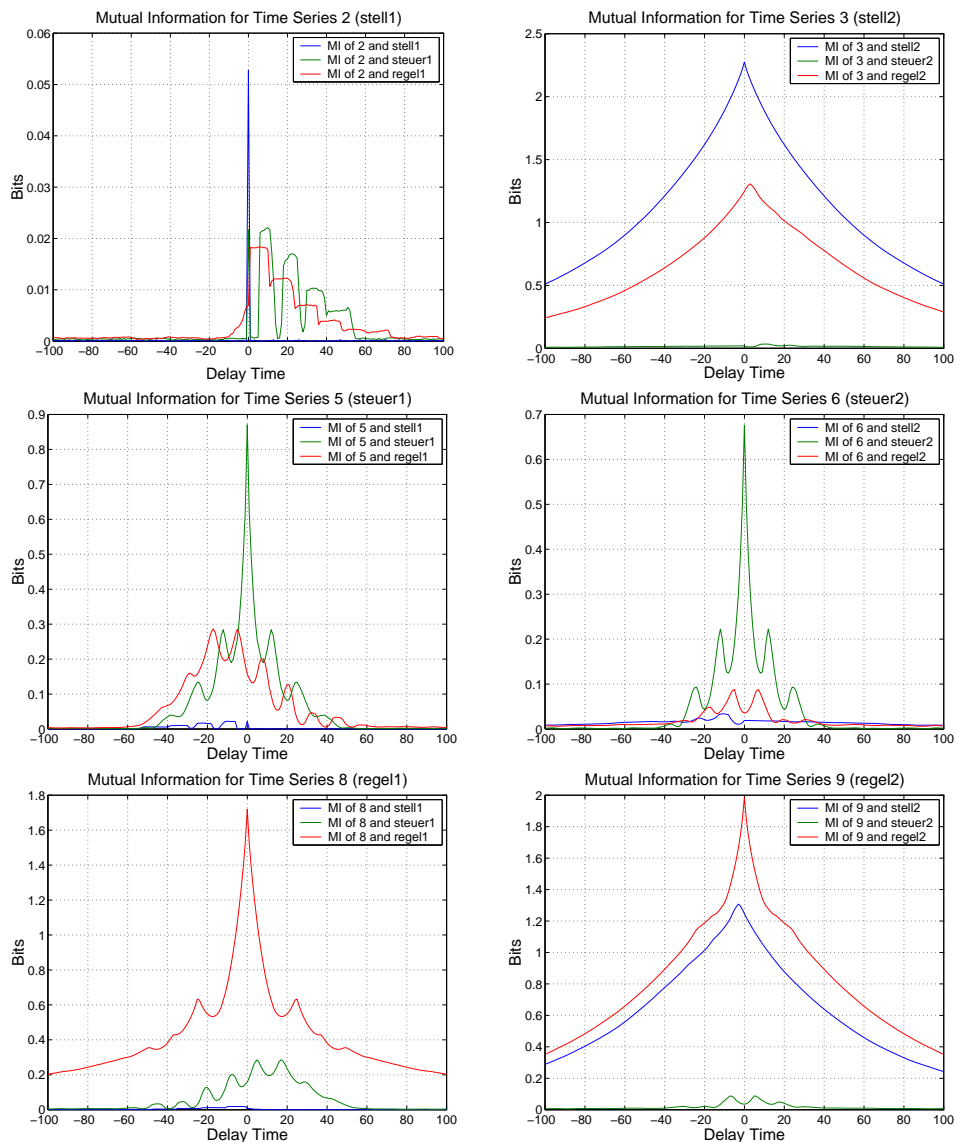 Mutual Information for Time Series 2 (stell1)
0.06
0.05
0.04
0.03
0.02
0.01
0
Bits
MI of 2 and stell1
MI of 2 and steuer1
MI of 2 and regel1
−100 −80 −60 −40 −20 0 20 40 60 80 100
Delay Time
Mutual Information for Time Series 3 (stell2)
2.5
2
1.5
1
0.5
0
Bits
MI of 3 and stell2
MI of 3 and steuer2
MI of 3 and regel2
−100 −80 −60 −40 −20 0 20 40 60 80 100
Delay Time
Mutual Information for Time Series 5 (steuer1)
0.9
0.8
0.7
0.6
0.5
0.4
0.3
0.2
0.1
0
Bits
MI of 5 and stell1
MI of 5 and steuer1
MI of 5 and regel1
−100 −80 −60 −40 −20 0 20 40 60 80 100
Delay Time
Mutual Information for Time Series 6 (steuer2)
0.7
0.6
0.5
0.4
0.3
0.2
0.1
0
Bits
MI of 6 and stell2
MI of 6 and steuer2
MI of 6 and regel2
−100 −80 −60 −40 −20 0 20 40 60 80 100
Delay Time
Mutual Information for Time Series 8 (regel1)
1.8
1.6
1.4
1.2
1
0.8
0.6
0.4
0.2
0
Bits
MI of 8 and stell1
MI of 8 and steuer1
MI of 8 and regel1
−100 −80 −60 −40 −20 0 20 40 60 80 100
Delay Time
Mutual Information for Time Series 9 (regel2)
2
1.8
1.6
1.4
1.2
1
0.8
0.6
0.4
0.2
0
Bits
MI of 9 and stell2
MI of 9 and steuer2
MI of 9 and regel2
−100 −80 −60 −40 −20 0 20 40 60 80 100
Delay Time